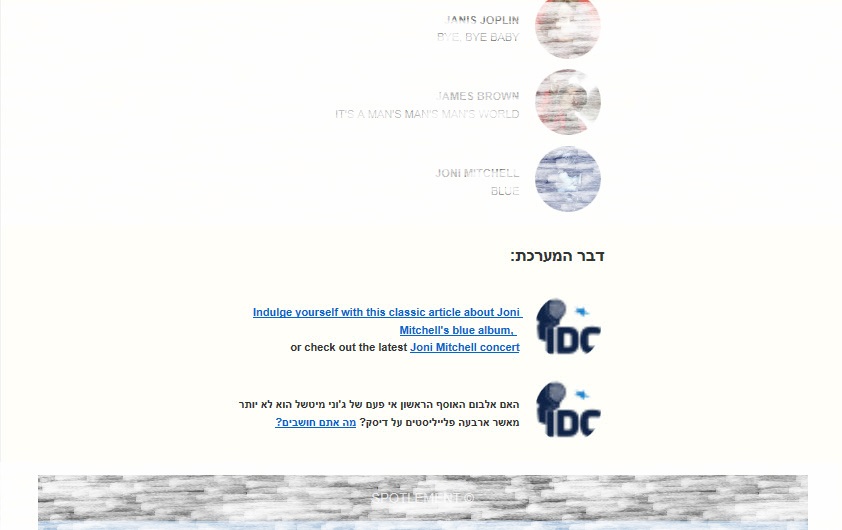 JANIS JOPLIN
BYE, BYE BABY
JAMES BROWN
IT'S A MAN'S MAN'S MAN'S WORLD
JONI MITCHELL
BLUE
דבר המערכת:
Indulge yourself with this classic article about Joni
Mitchell's blue album,
or check out the latest Joni Mitchell concert
IDC
האם אלבום האוסף הראשון אי פעם של ג'וני מיטשל הוא לא יותר
מאשר ארבעה פלייליסטים על דיסק? מה אתם חושבים?
IDC
SPOTLEMENT ©